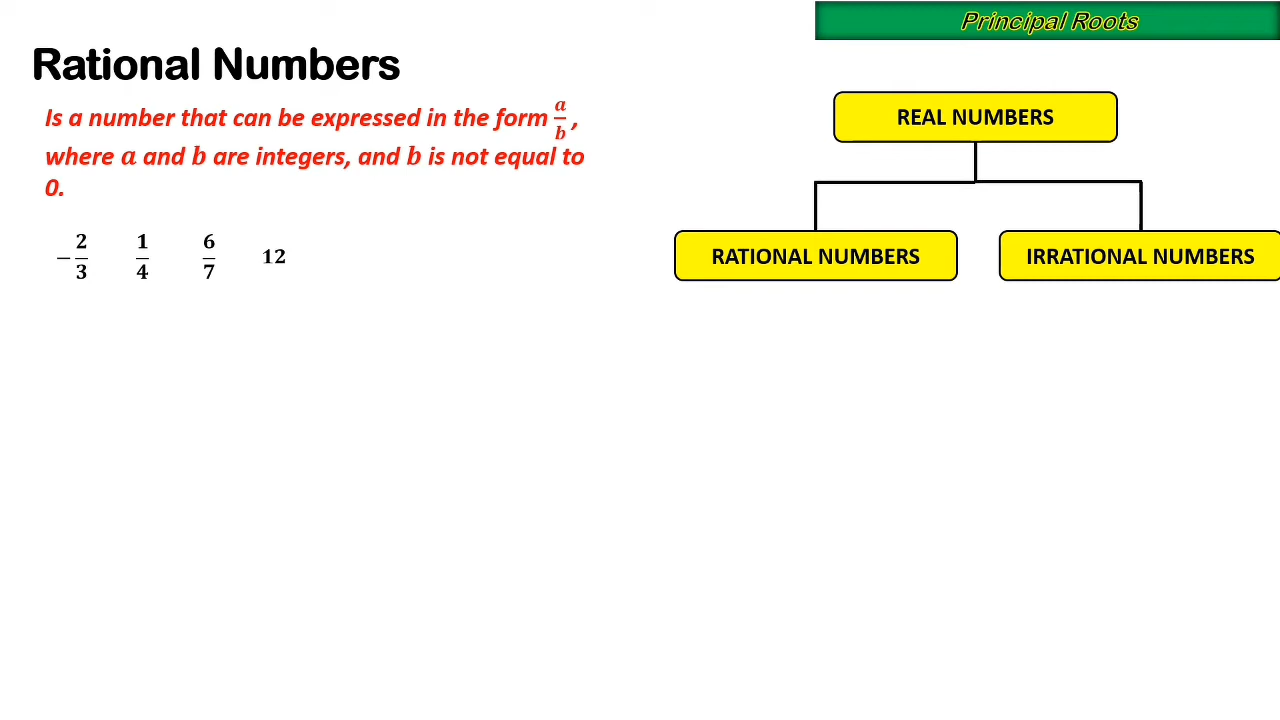 Principal Roots
Rational Numbers
Is a number that can be expressed in the form a/b,
where a and b are integers, and b is not equal to
0.
−2/3 1/4 6/7 12
REAL NUMBERS
RATIONAL NUMBERS IRRATIONAL NUMBERS